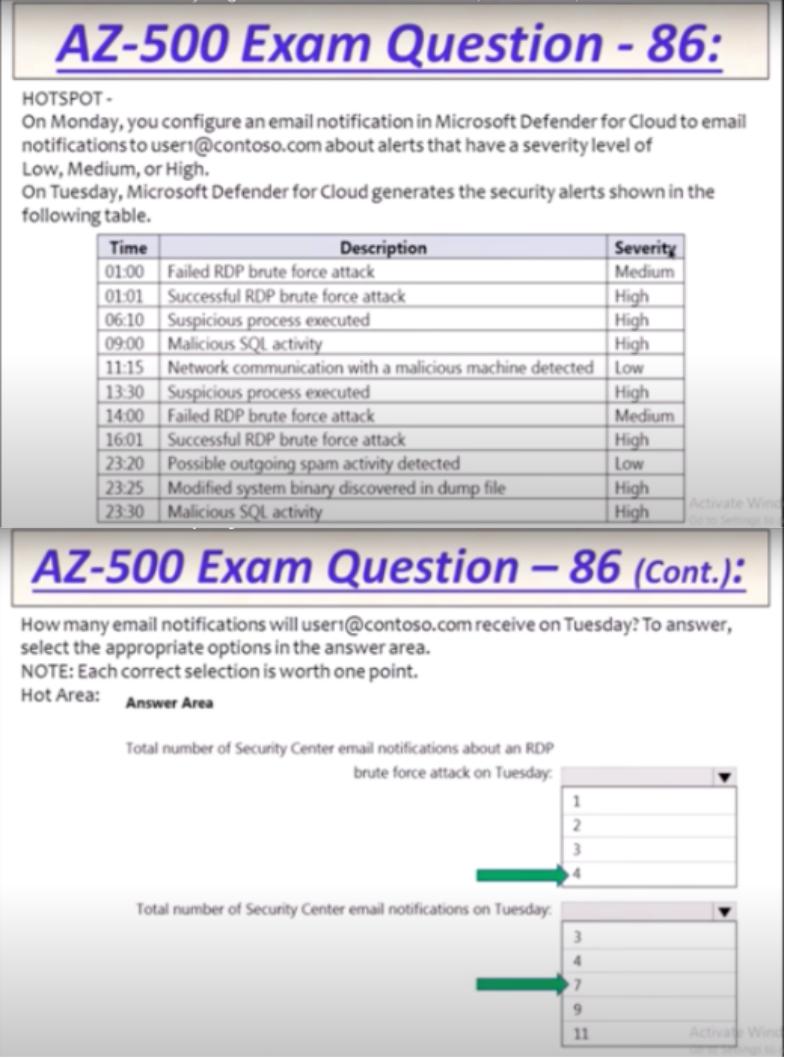 AZ-500 Exam Question - 86:
HOTSPOT -
On Monday, you configure an email notification in Microsoft Defender for Cloud to email
notifications to user1@contoso.com about alerts that have a severity level of
Low, Medium, or High.
On Tuesday, Microsoft Defender for Cloud generates the security alerts shown in the
following table.
Time Description Severity
01:00 Failed RDP brute force attack Medium
01:01 Successful RDP brute force attack High
06:10 Suspicious process executed High
09:00 Malicious SQL activity High
11:15 Network communication with a malicious machine detected Low
13:30 Suspicious process executed High
14:00 Failed RDP brute force attack Medium
16:01 Successful RDP brute force attack High
23:20 Possible outgoing spam activity detected Low
23:25 Modified system binary discovered in dump file High
23:30 Malicious SQL activity High
Activate Wind
Go to Settings to
AZ-500 Exam Question – 86 (Cont.):
How many email notifications will user1@contoso.com receive on Tuesday? To answer,
select the appropriate options in the answer area.
NOTE: Each correct selection is worth one point.
Hot Area: Answer Area
Total number of Security Center email notifications about an RDP
brute force attack on Tuesday:
1
2
3
4
Total number of Security Center email notifications on Tuesday:
3
4
7
9
11
Activate Wind
Go to Settings to